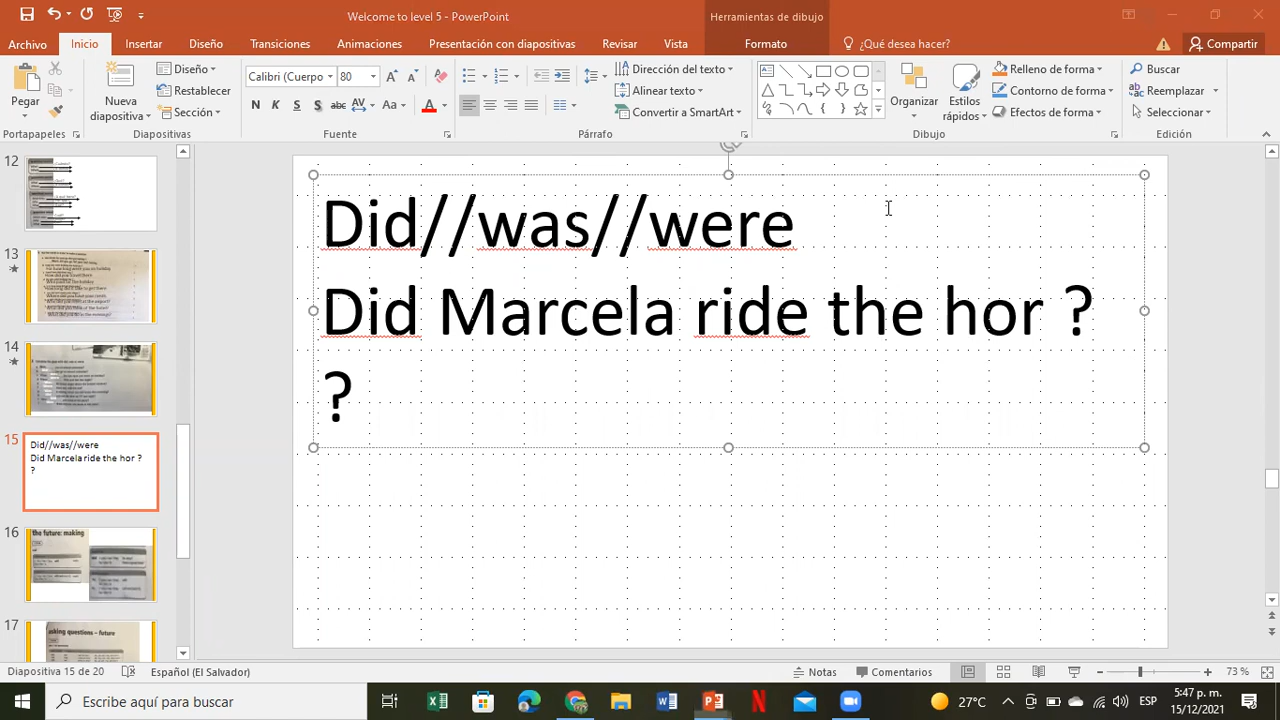 Welcome to level 5 - PowerPoint
Herramientas de dibujo
Archivo
Inicio
Insertar
Diseño
Transiciones
Animaciones
Presentación con diapositivas
Revisar
Vista
Formato
¿Qué desea hacer?
Compartir
Pegar
Nueva diapositiva
Diseño
Restablecer
Sección
Calibri (Cuerpo
80
N K S S abc AV Aa A
Dirección del texto
Alinear texto
Convertir a SmartArt
Organizar
Estilos rápidos
Relleno de forma
Contorno de forma
Efectos de forma
Buscar
Reemplazar
Seleccionar
Portapapeles
Diapositivas
Fuente
Párrafo
Dibujo
Edición
12
13
14
15
Did//was//were
Did Marcela ride the hor ?
?
16
the future: making
17
asking questions – future
Did//was//were
Did Marcela ride the hor ?
?
Diapositiva 15 de 20
Español (El Salvador)
Notas
Comentarios
73 %
Escribe aquí para buscar
27°C
ESP
5:47 p. m.
15/12/2021